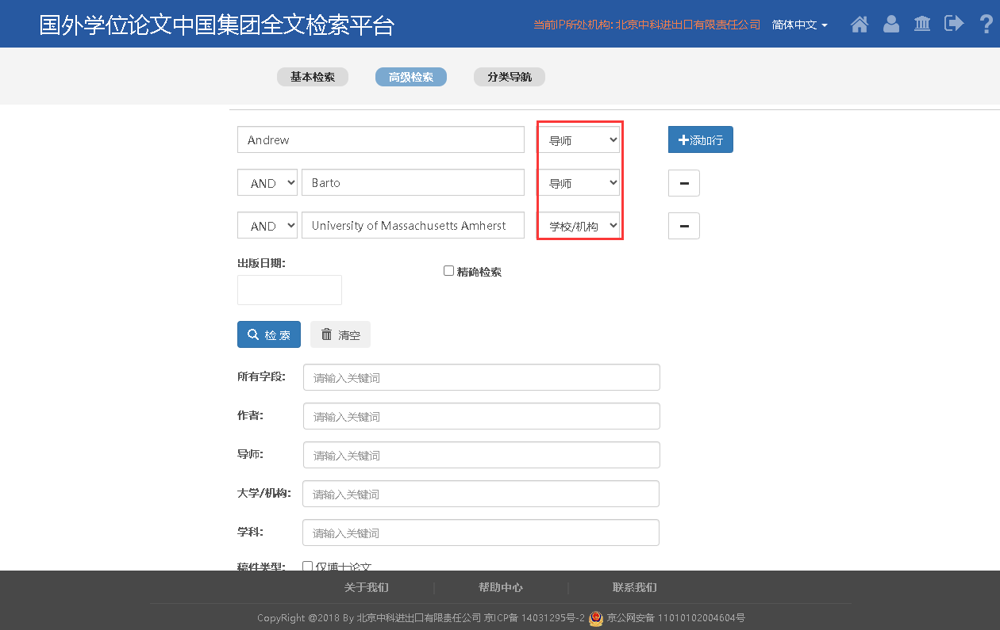 国外学位论文中国集团全文检索平台 当前IP所处机构: 北京中科进出口有限责任公司 简体中文
基本检索 高级检索 分类导航
Andrew 导师 添加行
AND Barto 导师
AND University of Massachusetts Amherst 学校/机构
出版日期:
精确检索
检 索 清空
所有字段: 请输入关键词
作者: 请输入关键词
导师: 请输入关键词
大学/机构: 请输入关键词
学科: 请输入关键词
稿件类型: 仅博士论文
关于我们 | 帮助中心 | 联系我们
CopyRight @2018 By 北京中科进出口有限责任公司 京ICP备 14031295号-2 京公网安备 11010102004604号